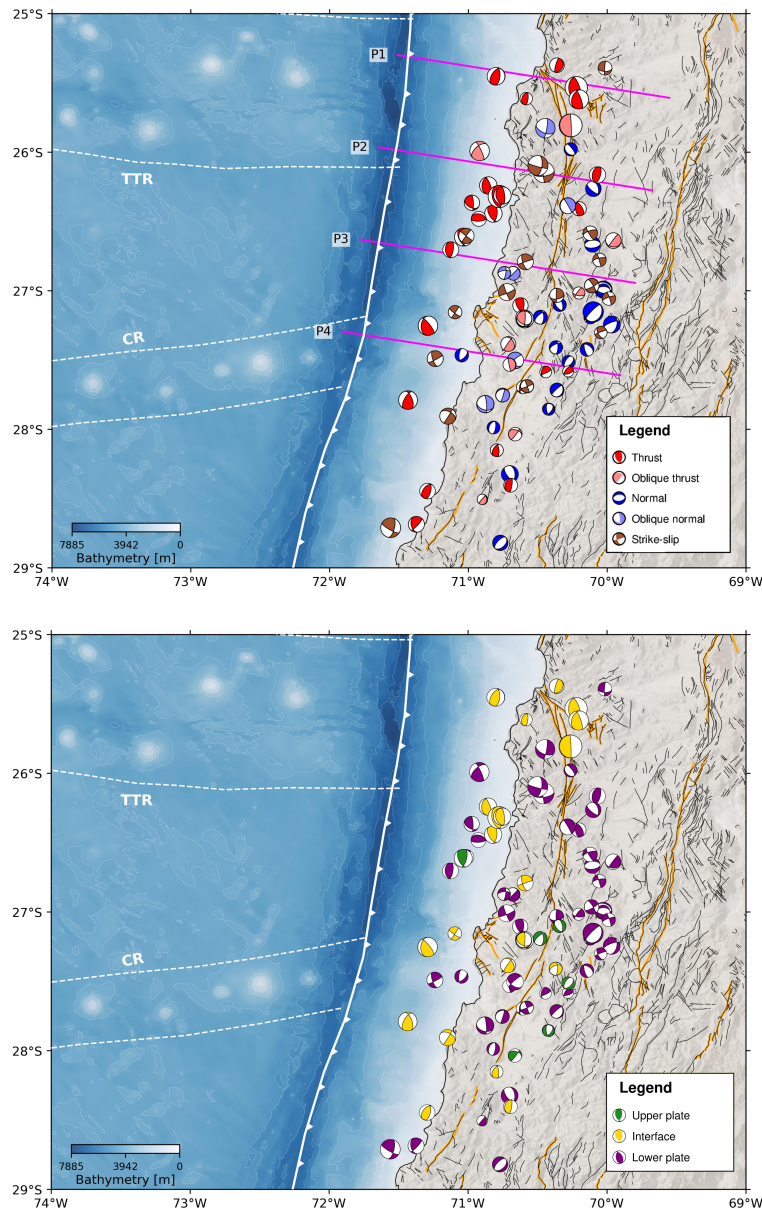 25°S
P1
26°S
P2
TTR
P3
27°S
CR
P4
28°S
Legend
Thrust
Oblique thrust
Normal
Oblique normal
Strike-slip
7885 3942 0
Bathymetry [m]
29°S
74°W 73°W 72°W 71°W 70°W 69°W
25°S
26°S
TTR
27°S
CR
28°S
Legend
Upper plate
Interface
Lower plate
7885 3942 0
Bathymetry [m]
29°S
74°W 73°W 72°W 71°W 70°W 69°W